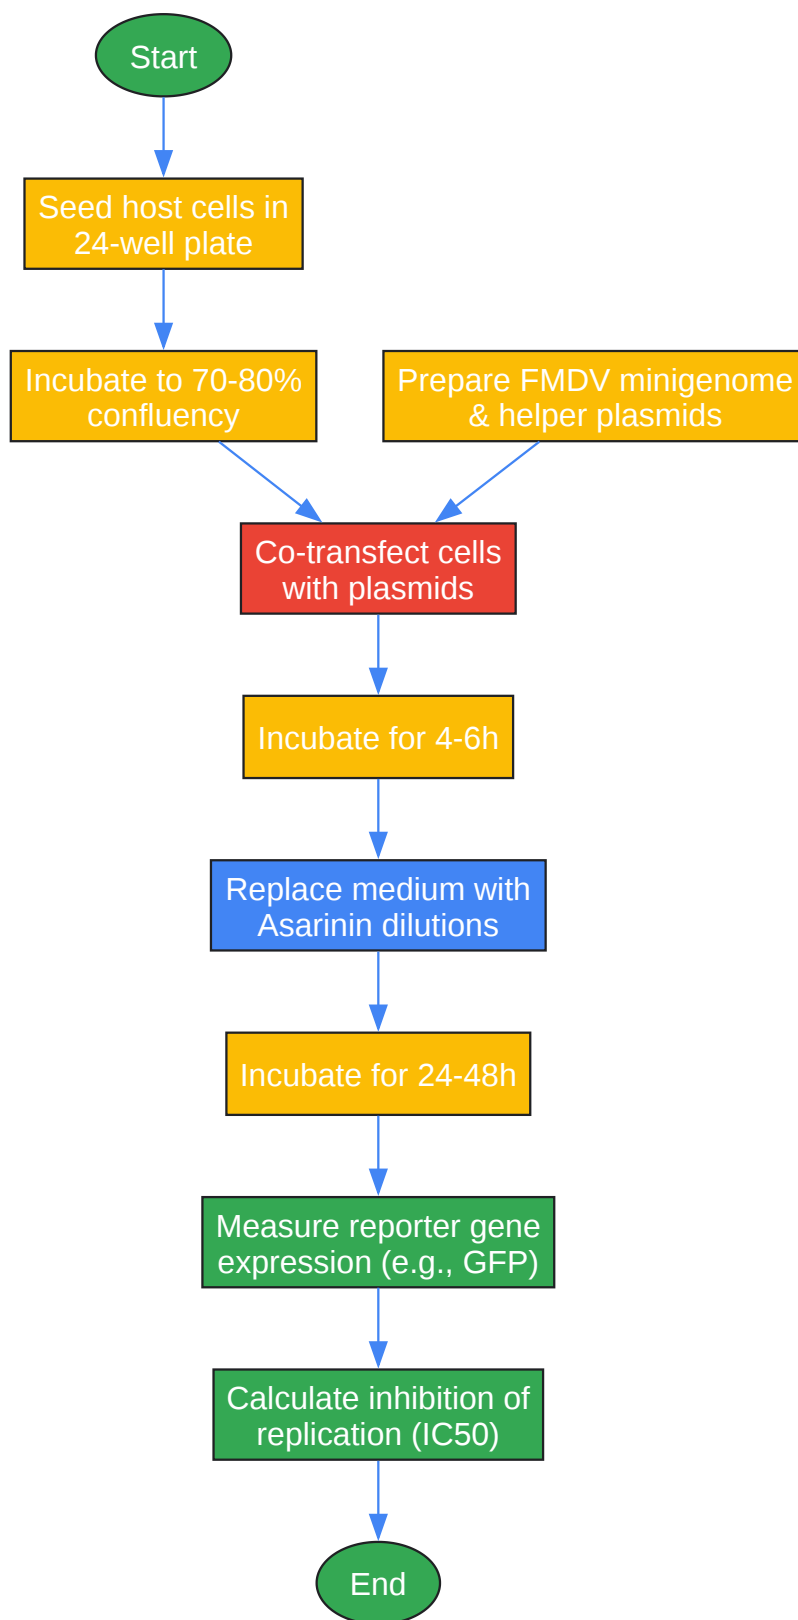 Start
Seed host cells in
24-well plate
Incubate to 70-80%
confluency
Prepare FMDV minigenome
& helper plasmids
Co-transfect cells
with plasmids
Incubate for 4-6h
Replace medium with
Asarinin dilutions
Incubate for 24-48h
Measure reporter gene
expression (e.g., GFP)
Calculate inhibition of
replication (IC50)
End